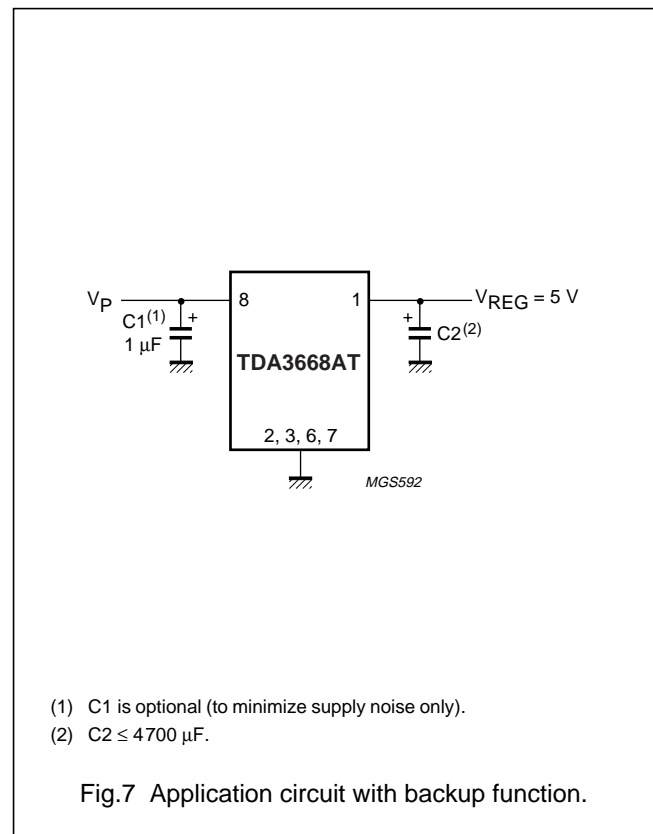 V_P 8 1 V_REG = 5 V
C1(1) + + C2(2)
1 µF
TDA3668AT
2, 3, 6, 7
MGS592
(1) C1 is optional (to minimize supply noise only).
(2) C2 ≤ 4700 µF.
Fig.7 Application circuit with backup function.